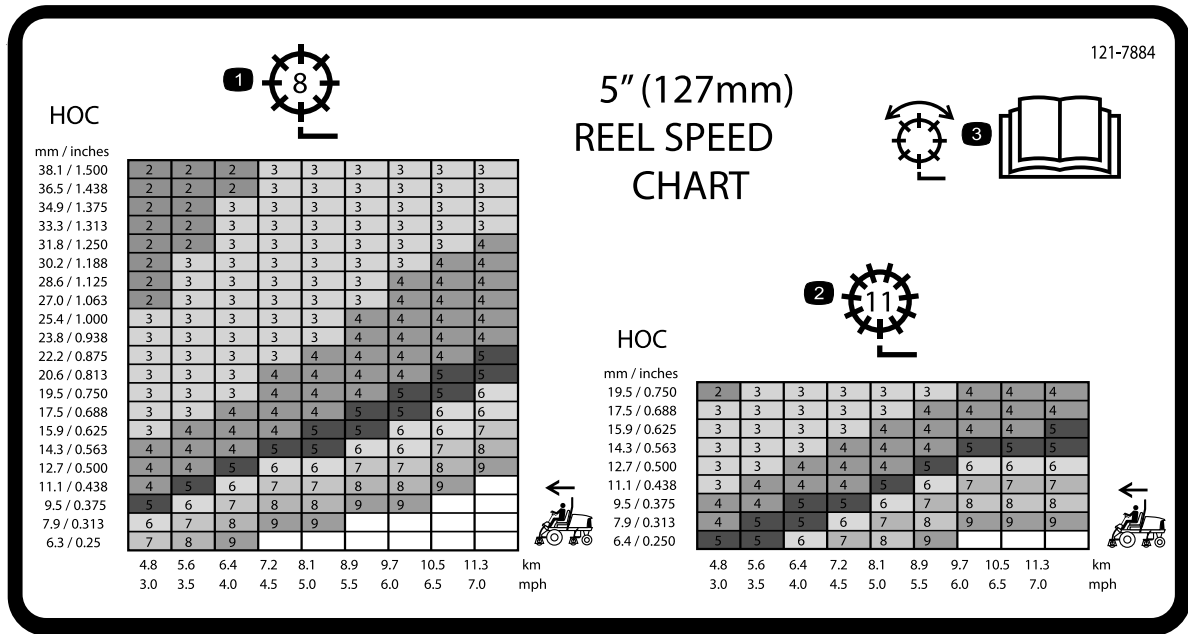 121-7884
5” (127mm)
REEL SPEED
CHART
1
8
HOC
mm / inches
38.1 / 1.500 2 2 2 3 3 3 3 3 3
36.5 / 1.438 2 2 2 3 3 3 3 3 3
34.9 / 1.375 2 2 3 3 3 3 3 3 3
33.3 / 1.313 2 2 3 3 3 3 3 3 3
31.8 / 1.250 2 2 3 3 3 3 3 3 4
30.2 / 1.188 2 3 3 3 3 3 3 4 4
28.6 / 1.125 2 3 3 3 3 3 4 4 4
27.0 / 1.063 2 3 3 3 3 3 4 4 4
25.4 / 1.000 3 3 3 3 3 4 4 4 4
23.8 / 0.938 3 3 3 3 3 4 4 4 4
22.2 / 0.875 3 3 3 3 4 4 4 4 5
20.6 / 0.813 3 3 3 4 4 4 4 5 5
19.5 / 0.750 3 3 3 4 4 4 5 5 6
17.5 / 0.688 3 3 4 4 4 5 5 6 6
15.9 / 0.625 3 4 4 4 5 5 6 6 7
14.3 / 0.563 4 4 4 5 5 6 6 7 8
12.7 / 0.500 4 4 5 6 6 7 7 8 9
11.1 / 0.438 4 5 6 7 7 8 8 9
9.5 / 0.375 5 6 7 8 8 9 9
7.9 / 0.313 6 7 8 9 9
6.3 / 0.25 7 8 9
4.8 5.6 6.4 7.2 8.1 8.9 9.7 10.5 11.3 km
3.0 3.5 4.0 4.5 5.0 5.5 6.0 6.5 7.0 mph
3
2
11
HOC
mm / inches
19.5 / 0.750 2 3 3 3 3 3 4 4 4
17.5 / 0.688 3 3 3 3 3 4 4 4 4
15.9 / 0.625 3 3 3 3 4 4 4 4 5
14.3 / 0.563 3 3 3 4 4 4 5 5 5
12.7 / 0.500 3 3 4 4 4 5 6 6 6
11.1 / 0.438 3 4 4 4 5 6 7 7 7
9.5 / 0.375 4 4 5 5 6 7 8 8 8
7.9 / 0.313 4 5 5 6 7 8 9 9 9
6.4 / 0.250 5 5 6 7 8 9
4.8 5.6 6.4 7.2 8.1 8.9 9.7 10.5 11.3 km
3.0 3.5 4.0 4.5 5.0 5.5 6.0 6.5 7.0 mph